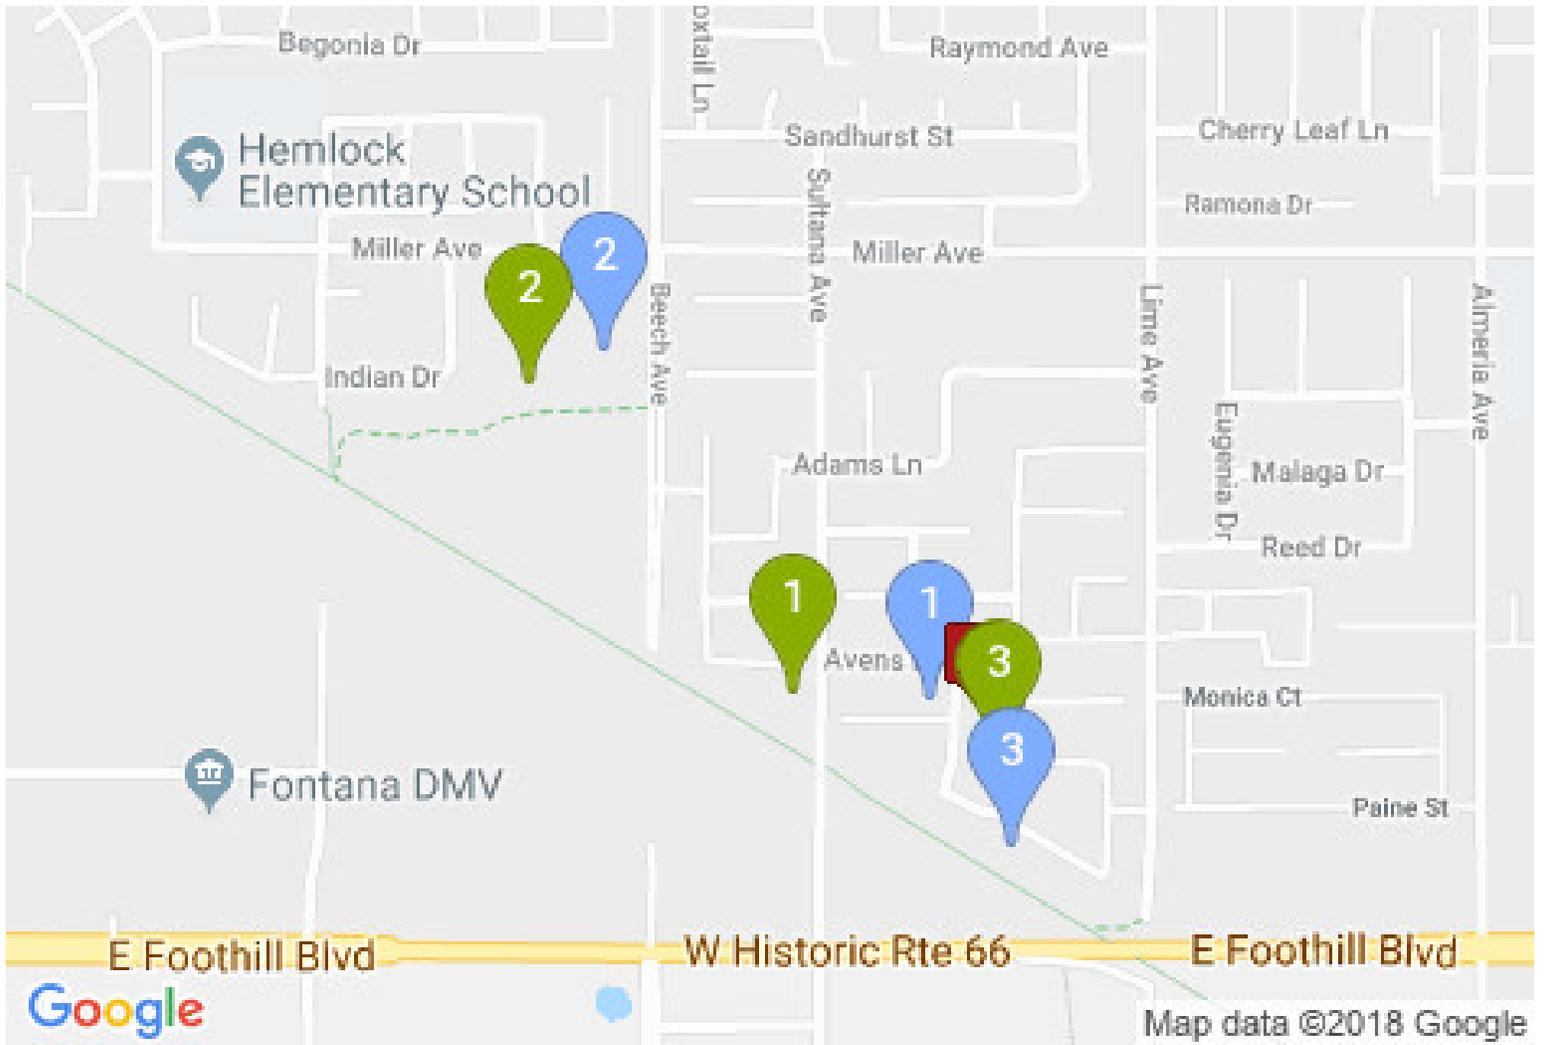 Begonia Dr
oxtail Ln
Raymond Ave
Sandhurst St
Cherry Leaf Ln
Hemlock
Elementary School
Sultana Ave
Ramona Dr
Miller Ave
2
2
Miller Ave
Beech Ave
Lime Ave
Almeria Ave
Indian Dr
Eugenia Dr
Adams Ln
Malaga Dr
Reed Dr
1
1
Avens
3
Monica Ct
3
Fontana DMV
Paine St
E Foothill Blvd
W Historic Rte 66
E Foothill Blvd
Google
Map data ©2018 Google